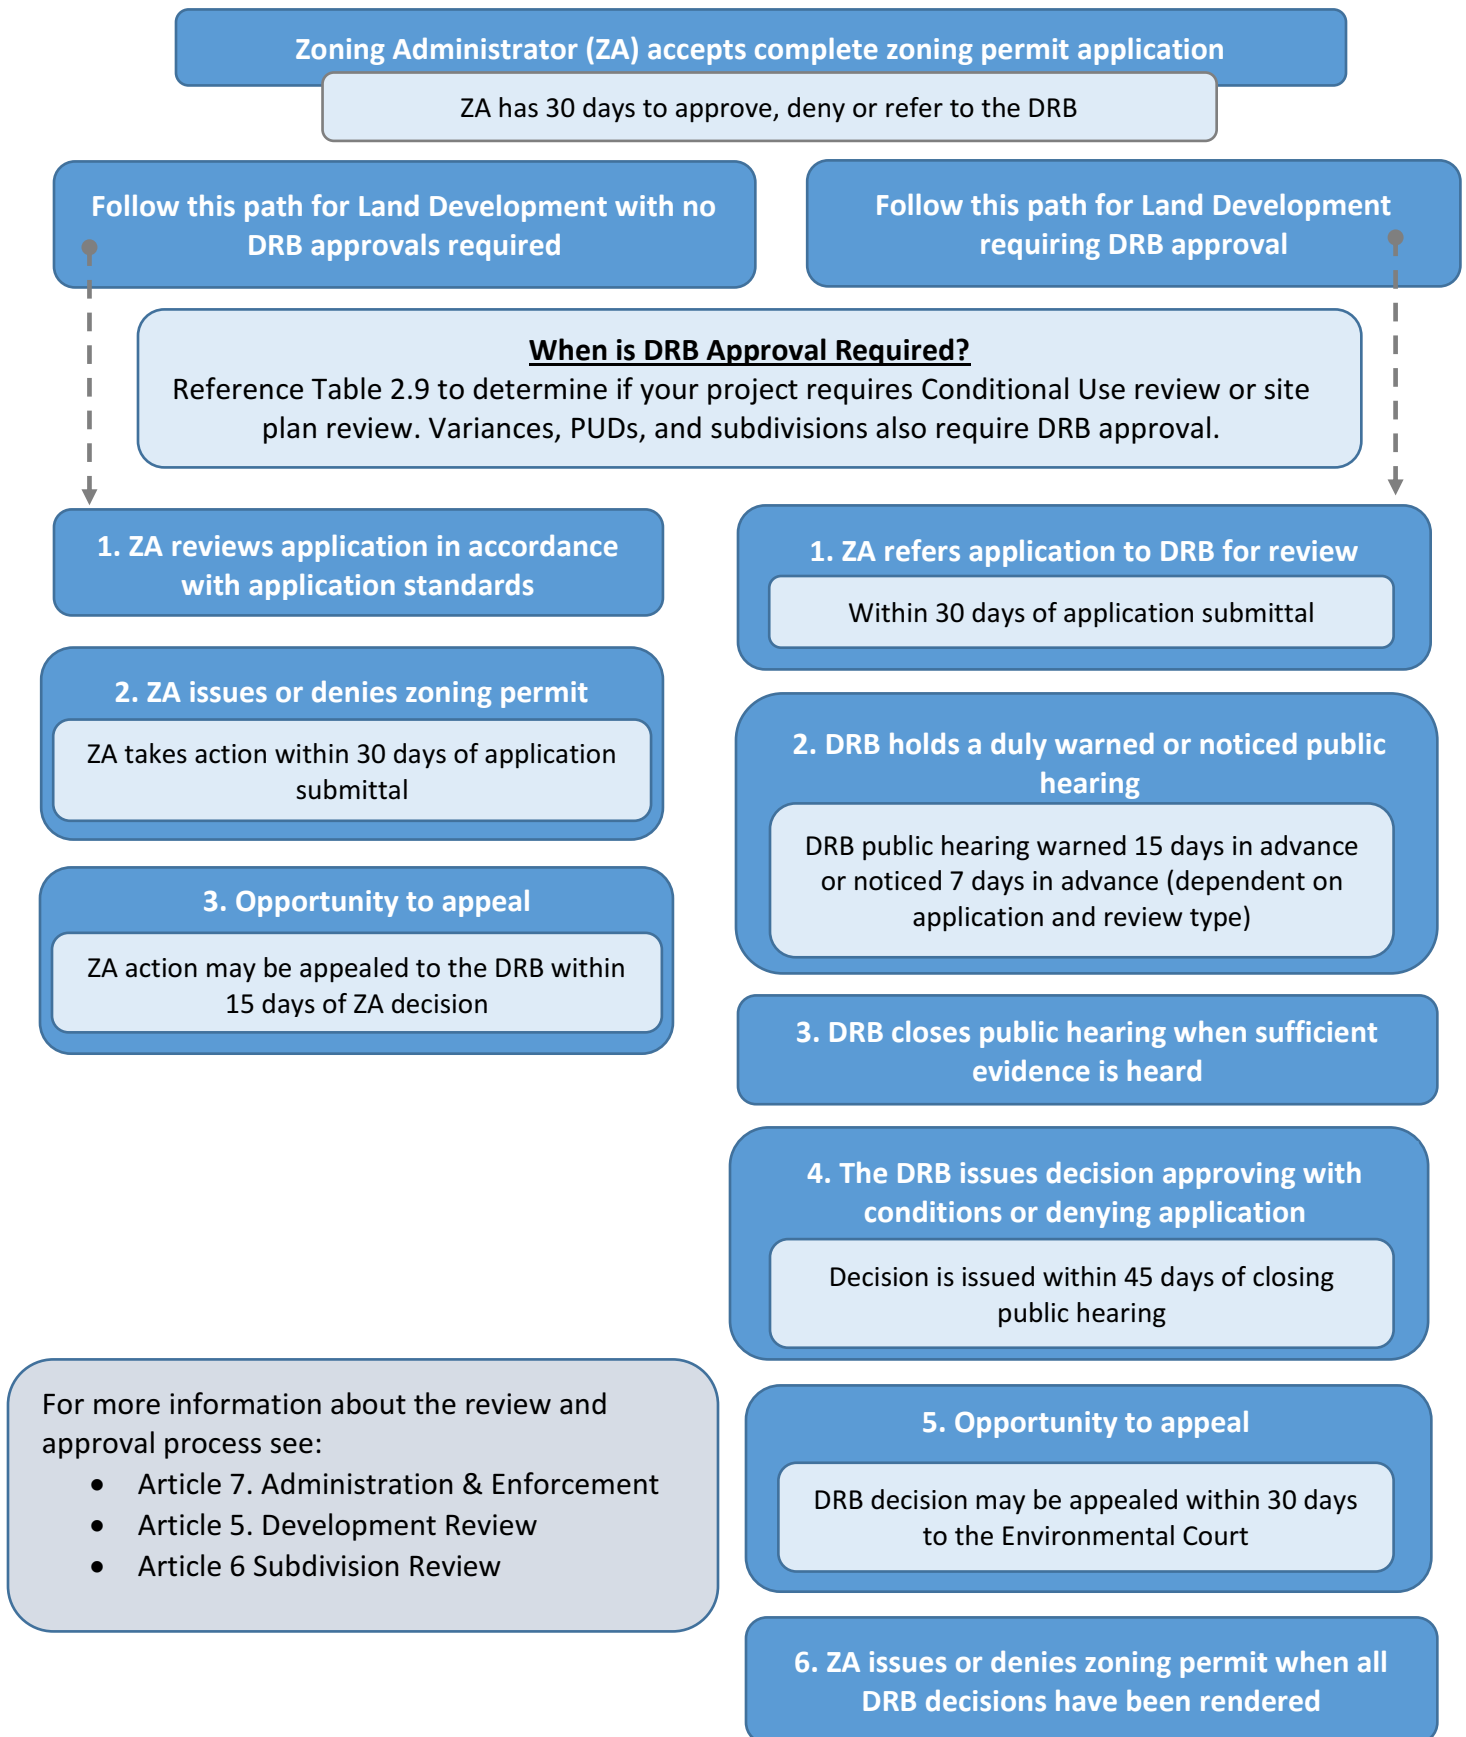 Zoning Administrator (ZA) accepts complete zoning permit application
ZA has 30 days to approve, deny or refer to the DRB
Follow this path for Land Development with no
DRB approvals required
Follow this path for Land Development
requiring DRB approval
When is DRB Approval Required?
Reference Table 2.9 to determine if your project requires Conditional Use review or site
plan review. Variances, PUDs, and subdivisions also require DRB approval.
1. ZA reviews application in accordance
with application standards
2. ZA issues or denies zoning permit
ZA takes action within 30 days of application
submittal
3. Opportunity to appeal
ZA action may be appealed to the DRB within
15 days of ZA decision
1. ZA refers application to DRB for review
Within 30 days of application submittal
2. DRB holds a duly warned or noticed public
hearing
DRB public hearing warned 15 days in advance
or noticed 7 days in advance (dependent on
application and review type)
3. DRB closes public hearing when sufficient
evidence is heard
4. The DRB issues decision approving with
conditions or denying application
Decision is issued within 45 days of closing
public hearing
5. Opportunity to appeal
DRB decision may be appealed within 30 days
to the Environmental Court
6. ZA issues or denies zoning permit when all
DRB decisions have been rendered
For more information about the review and
approval process see:
• Article 7. Administration & Enforcement
• Article 5. Development Review
• Article 6 Subdivision Review